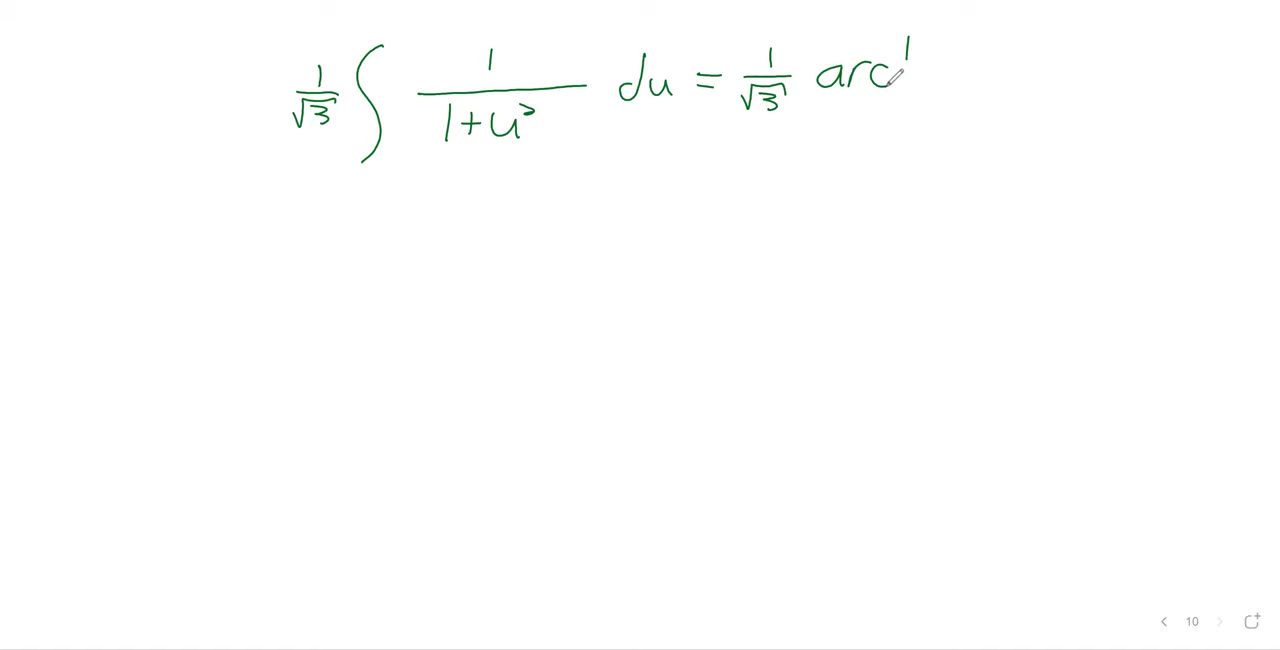 1/√3 ∫ 1/(1+u²) du = 1/√3 arc
10